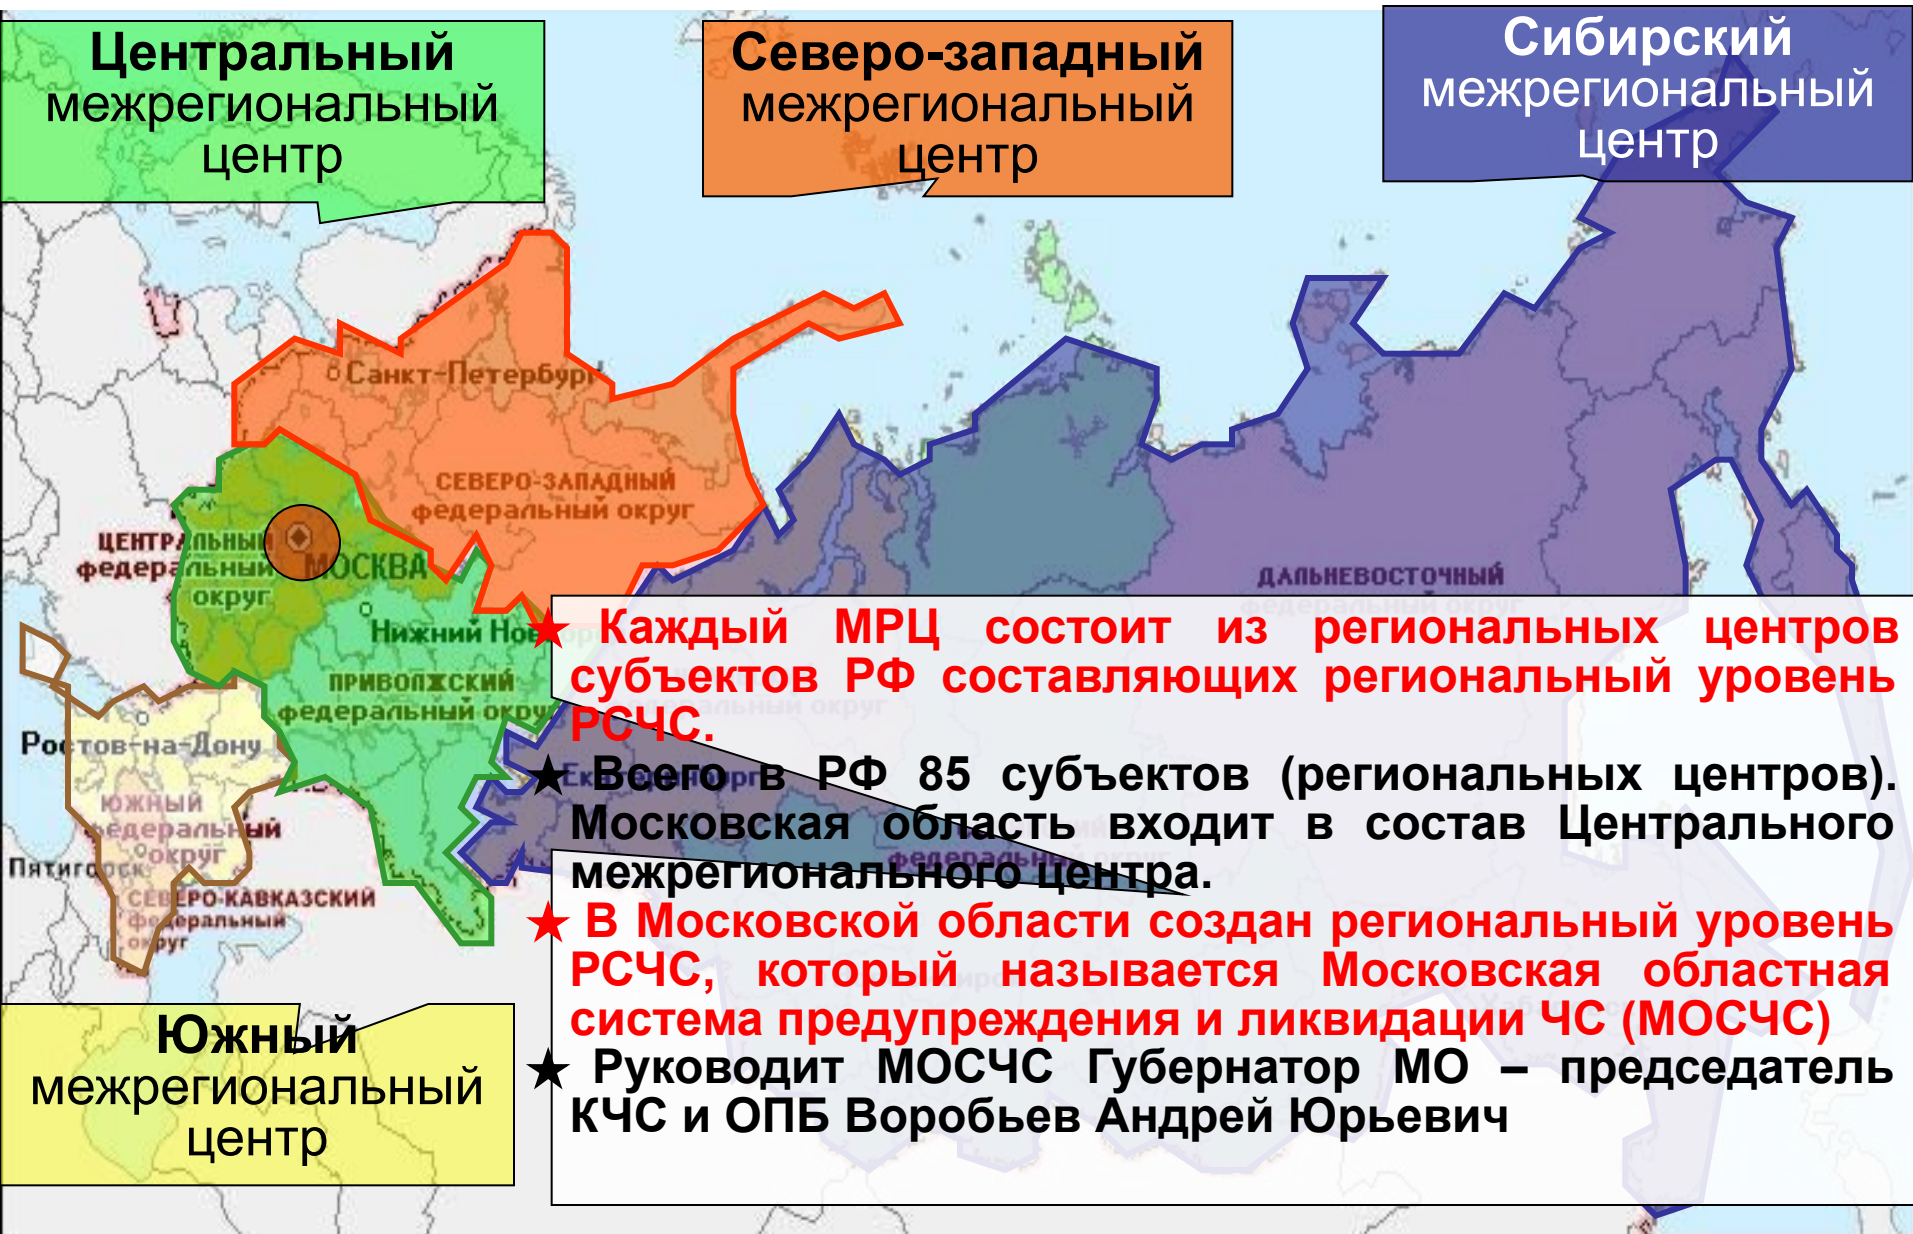 Центральный
межрегиональный
центр
Северо-западный
межрегиональный
центр
Сибирский
межрегиональный
центр
Санкт-Петербург
СЕВЕРО-ЗАПАДНЫЙ
федеральный округ
ЦЕНТРАЛЬНЫЙ
федеральный
округ
МОСКВА
ДАЛЬНЕВОСТОЧНЫЙ
федеральный округ
Нижний Новгор
ПРИВОЛЖСКИЙ
федеральный округ
Ростов-на-Дону
Екатеринбург
ЮЖНЫЙ
федеральный
округ
Пятигорск
СЕВЕРО-КАВКАЗСКИЙ
федеральный
округ
★ Каждый МРЦ состоит из региональных центров
субъектов РФ составляющих региональный уровень
РСЧС.
★ Всего в РФ 85 субъектов (региональных центров).
Московская область входит в состав Центрального
межрегионального центра.
★ В Московской области создан региональный уровень
РСЧС, который называется Московская областная
система предупреждения и ликвидации ЧС (МОСЧС)
★ Руководит МОСЧС Губернатор МО – председатель
КЧС и ОПБ Воробьев Андрей Юрьевич
Южный
межрегиональный
центр